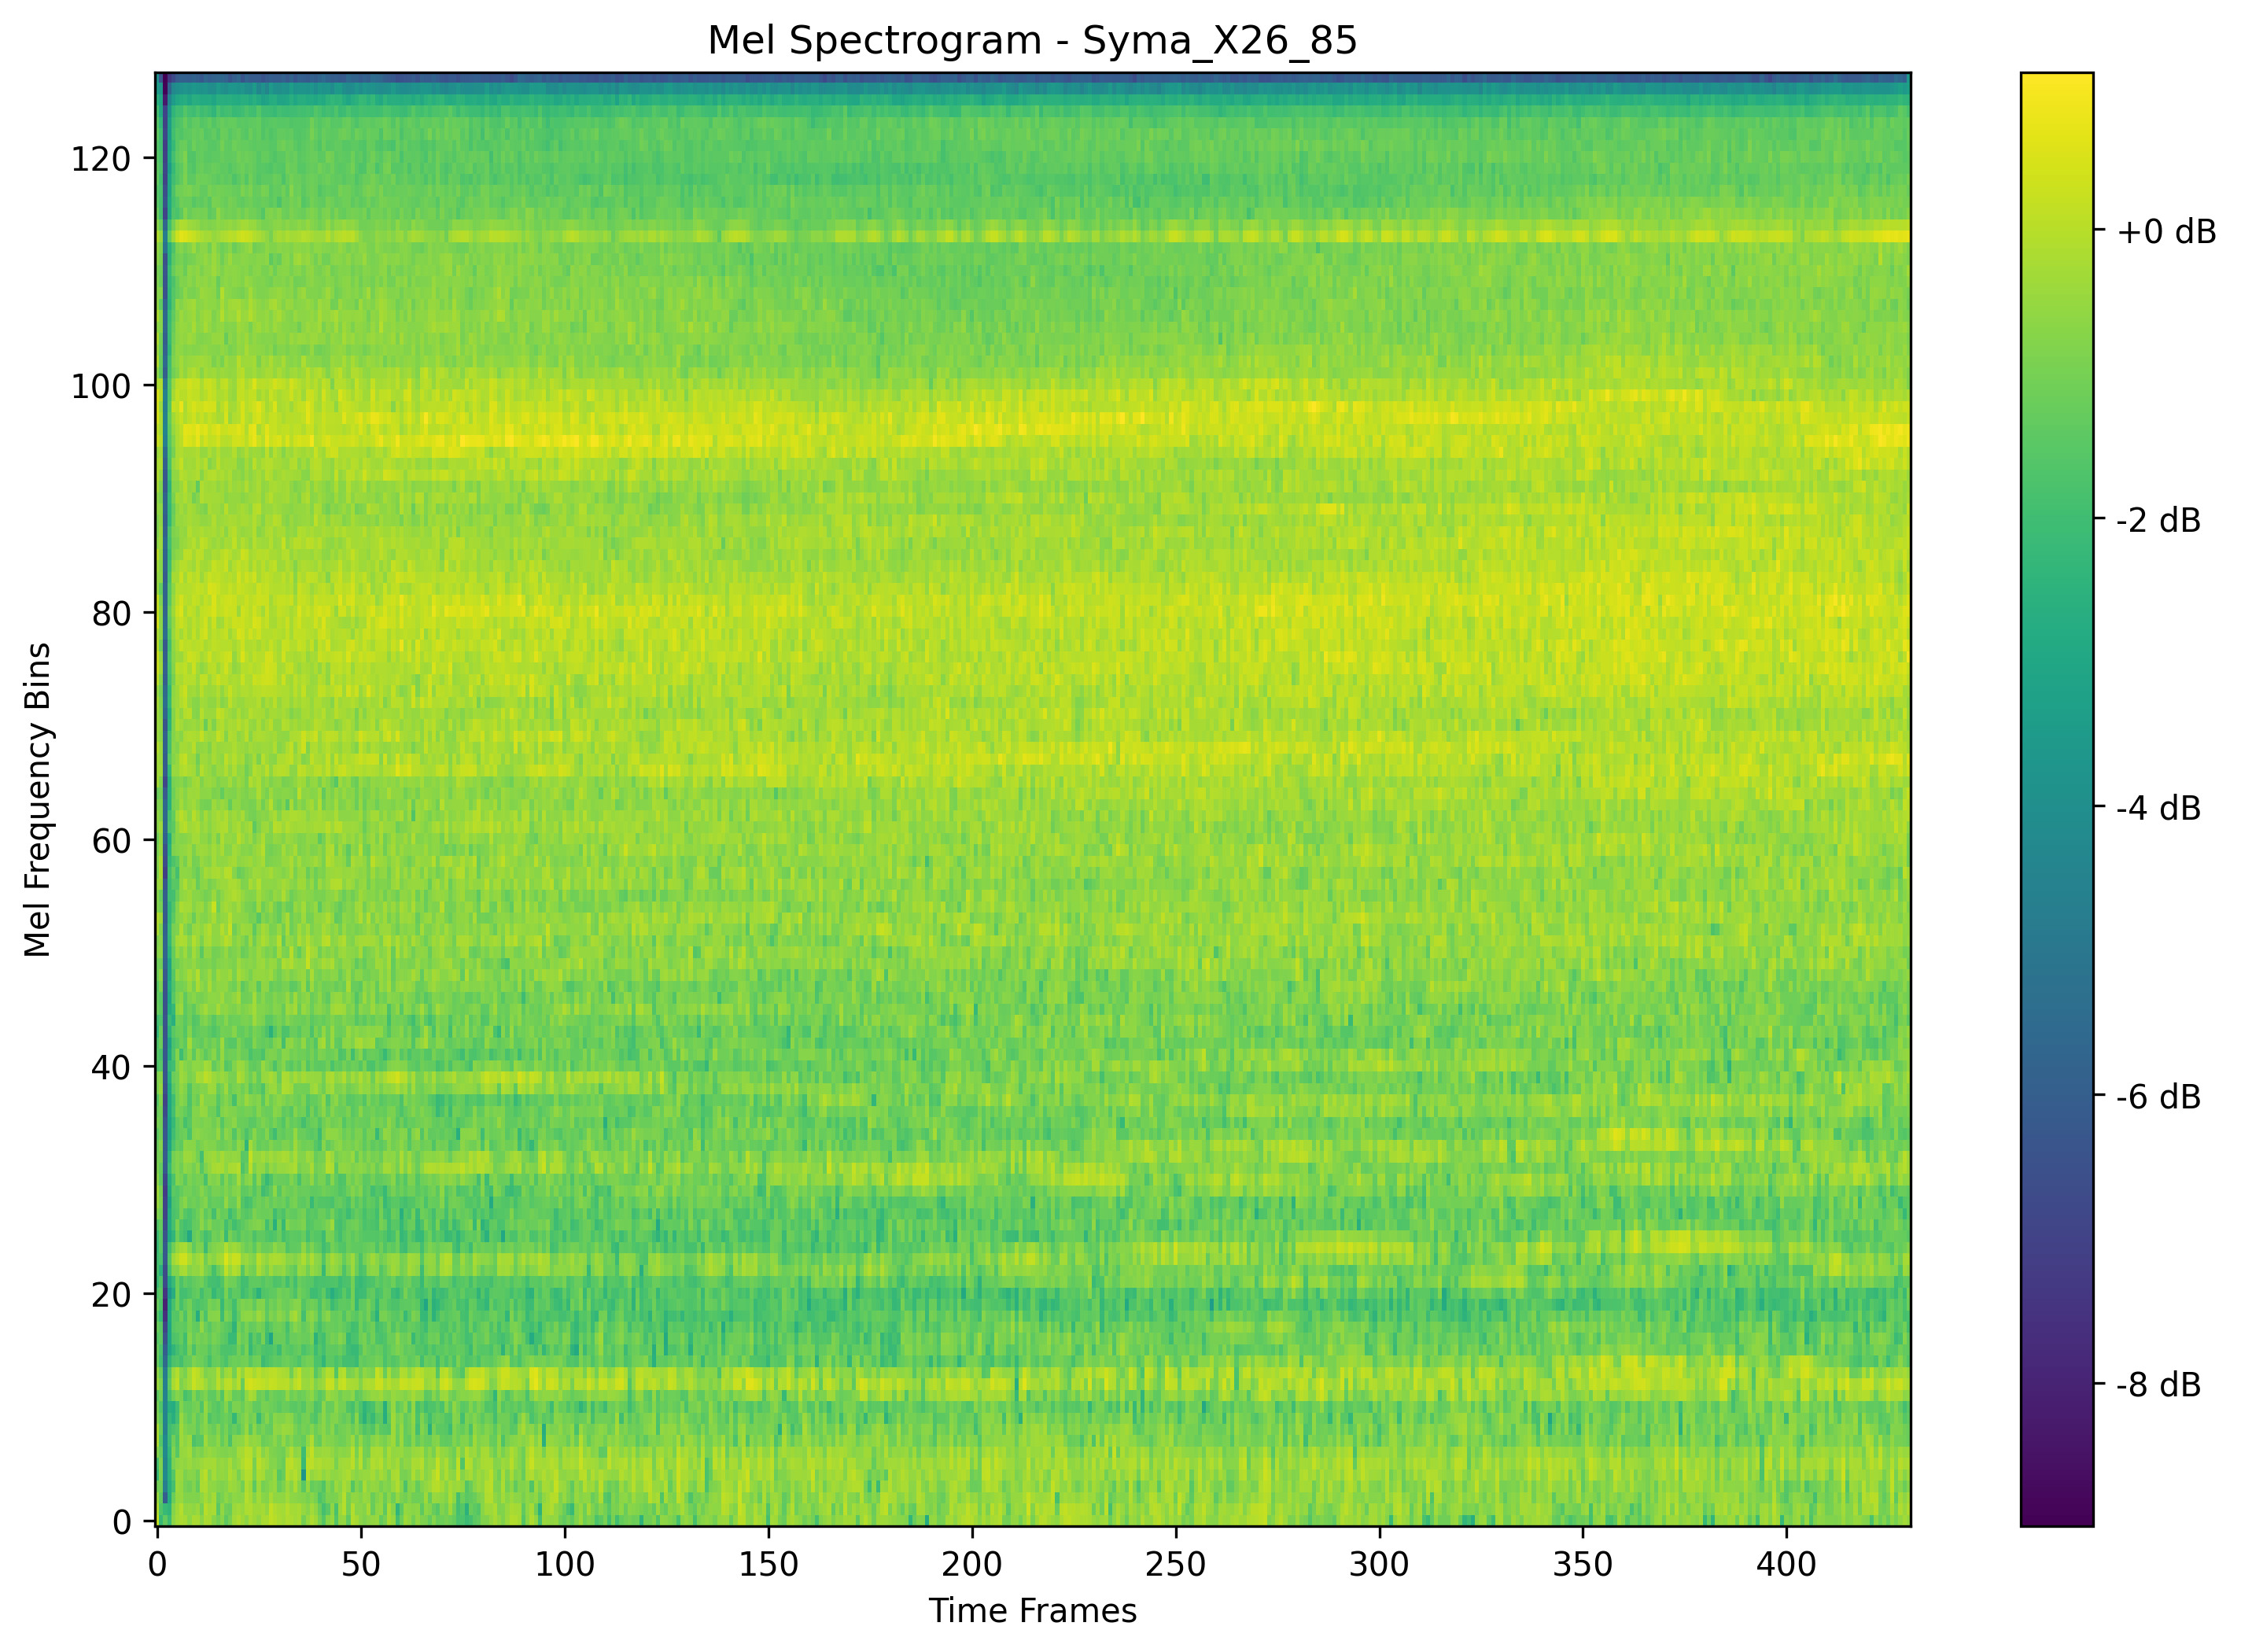 Mel Spectrogram - Syma_X26_85
Mel Frequency Bins
120
100
80
60
40
20
0
0 50 100 150 200 250 300 350 400
Time Frames
+0 dB
-2 dB
-4 dB
-6 dB
-8 dB